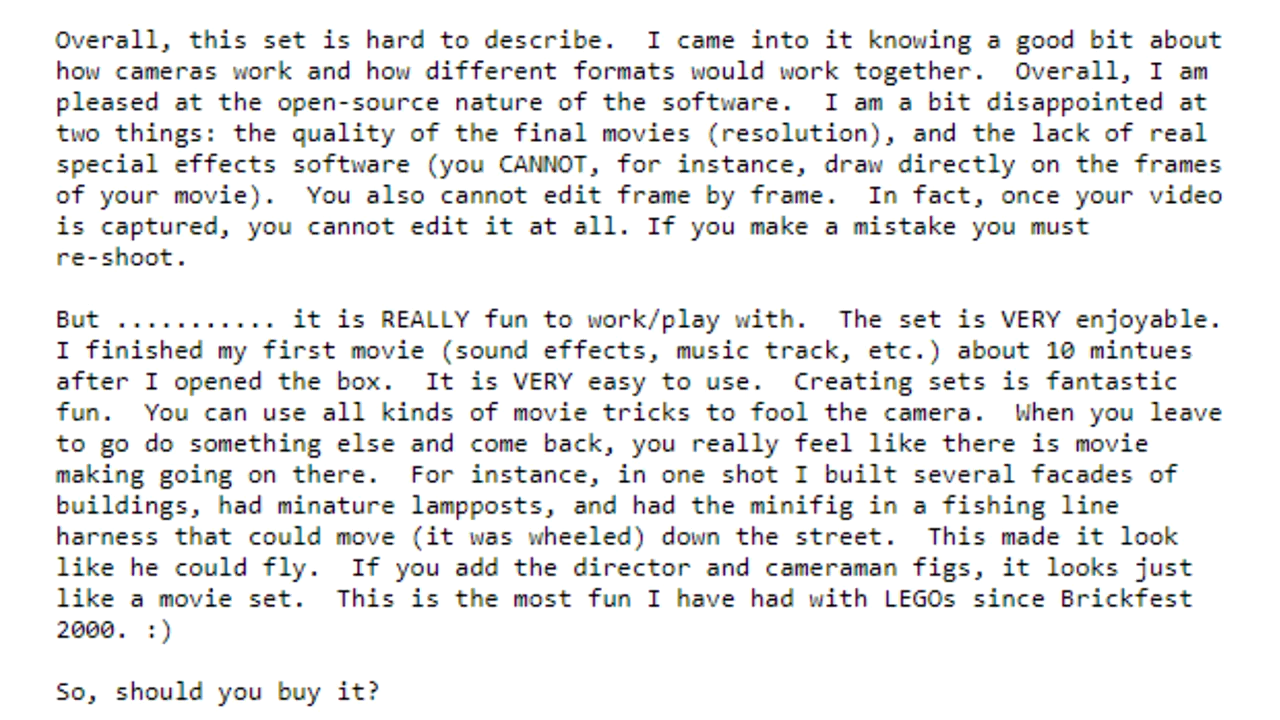 Overall, this set is hard to describe.  I came into it knowing a good bit about
how cameras work and how different formats would work together.  Overall, I am
pleased at the open-source nature of the software.  I am a bit disappointed at
two things: the quality of the final movies (resolution), and the lack of real
special effects software (you CANNOT, for instance, draw directly on the frames
of your movie).  You also cannot edit frame by frame.  In fact, once your video
is captured, you cannot edit it at all. If you make a mistake you must
re-shoot.

But ........... it is REALLY fun to work/play with.  The set is VERY enjoyable.
I finished my first movie (sound effects, music track, etc.) about 10 mintues
after I opened the box.  It is VERY easy to use.  Creating sets is fantastic
fun.  You can use all kinds of movie tricks to fool the camera.  When you leave
to go do something else and come back, you really feel like there is movie
making going on there.  For instance, in one shot I built several facades of
buildings, had minature lampposts, and had the minifig in a fishing line
harness that could move (it was wheeled) down the street.  This made it look
like he could fly.  If you add the director and cameraman figs, it looks just
like a movie set.  This is the most fun I have had with LEGOs since Brickfest
2000. :)

So, should you buy it?